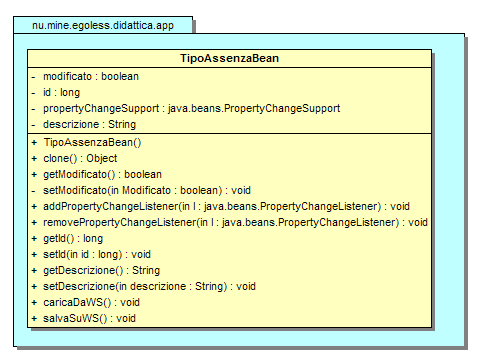 nu.mine.egoless.didattica.app
TipoAssenzaBean
- modificato : boolean
- id : long
- propertyChangeSupport : java.beans.PropertyChangeSupport
- descrizione : String
+ TipoAssenzaBean()
+ clone() : Object
+ getModificato() : boolean
- setModificato(in Modificato : boolean) : void
+ addPropertyChangeListener(in l : java.beans.PropertyChangeListener) : void
+ removePropertyChangeListener(in l : java.beans.PropertyChangeListener) : void
+ getId() : long
+ setId(in id : long) : void
+ getDescrizione() : String
+ setDescrizione(in descrizione : String) : void
+ caricaDaWS() : void
+ salvaSuWS() : void